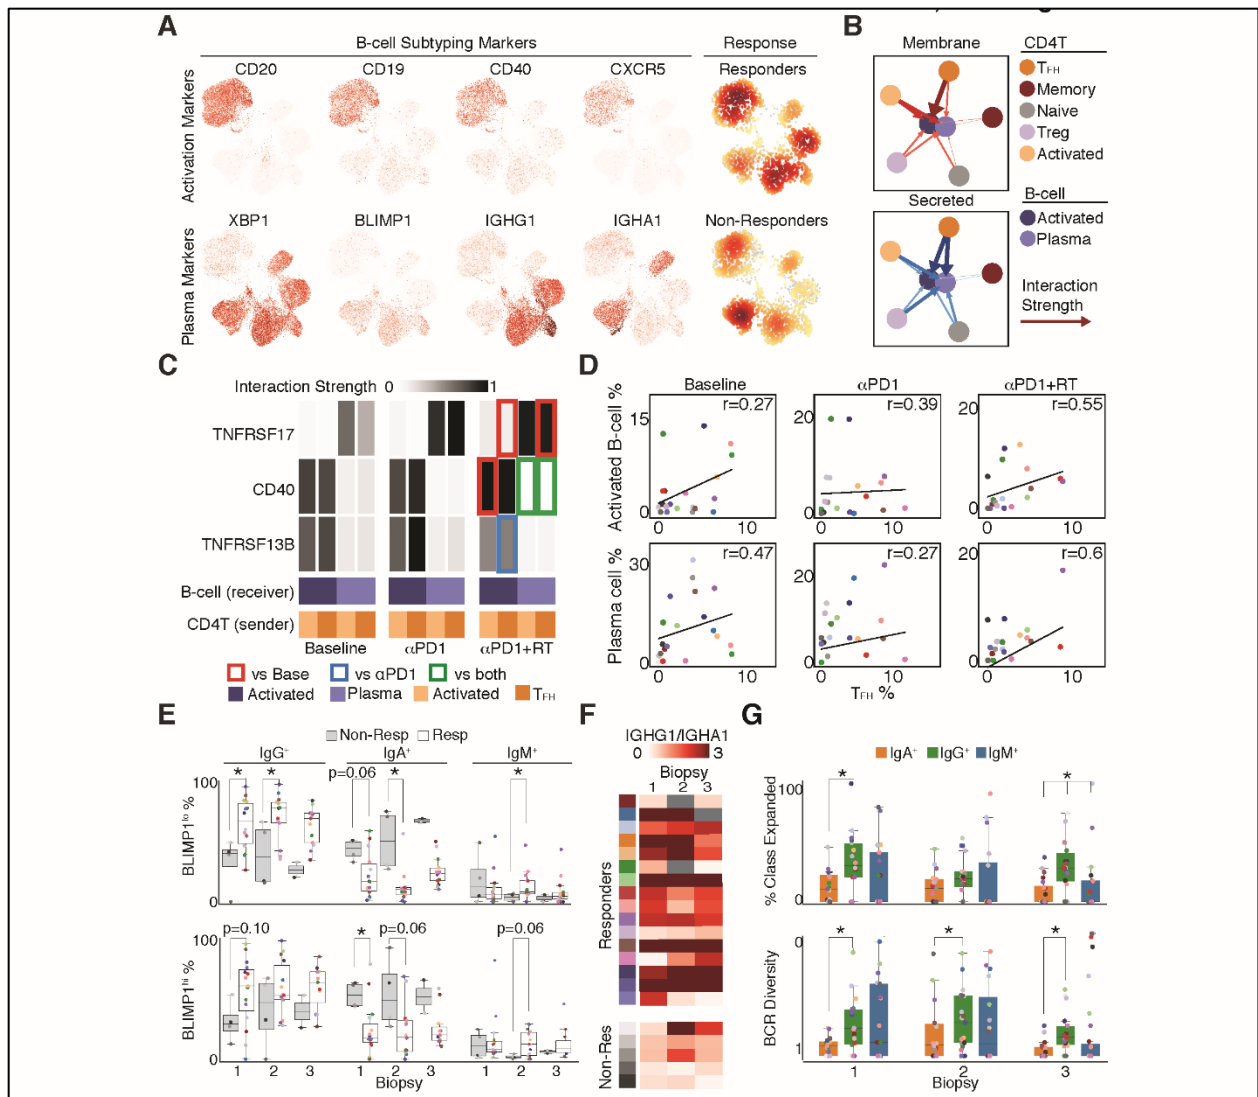 A
B-cell Subtyping Markers
Response
CD20
CD19
CD40
CXCR5
Responders
Activation Markers
XBP1
BLIMP1
IGHG1
IGHA1
Non-Responders
Plasma Markers
B
Membrane
CD4T
TFH
Memory
Naive
Treg
Activated
Secreted
B-cell
Activated
Plasma
Interaction
Strength
C
Interaction Strength 0 1
TNFRSF17
CD40
TNFRSF13B
B-cell (receiver)
CD4T (sender)
Baseline
αPD1
αPD1+RT
vs Base
vs αPD1
vs both
Activated
Plasma
Activated
TFH
D
Baseline
αPD1
αPD1+RT
Activated B-cell %
15
0
r=0.27
0
10
20
0
r=0.39
0
10
20
0
r=0.55
0
10
Plasma cell %
30
0
r=0.47
0
10
20
0
r=0.27
0
10
20
0
r=0.6
0
10
TFH %
E
Non-Resp
Resp
IgG+
IgA+
IgM+
BLIMP1lo %
100
0
*
*
p=0.06
*
*
BLIMP1hi %
100
0
p=0.10
*
p=0.06
p=0.06
1 2 3
1 2 3
1 2 3
Biopsy
F
IGHG1/IGHA1
0 3
Biopsy
1 2 3
Responders
Non-Res
G
IgA+
IgG+
IgM+
% Class Expanded
100
0
*
*
BCR Diversity
0
1
*
*
*
1
2
3
Biopsy